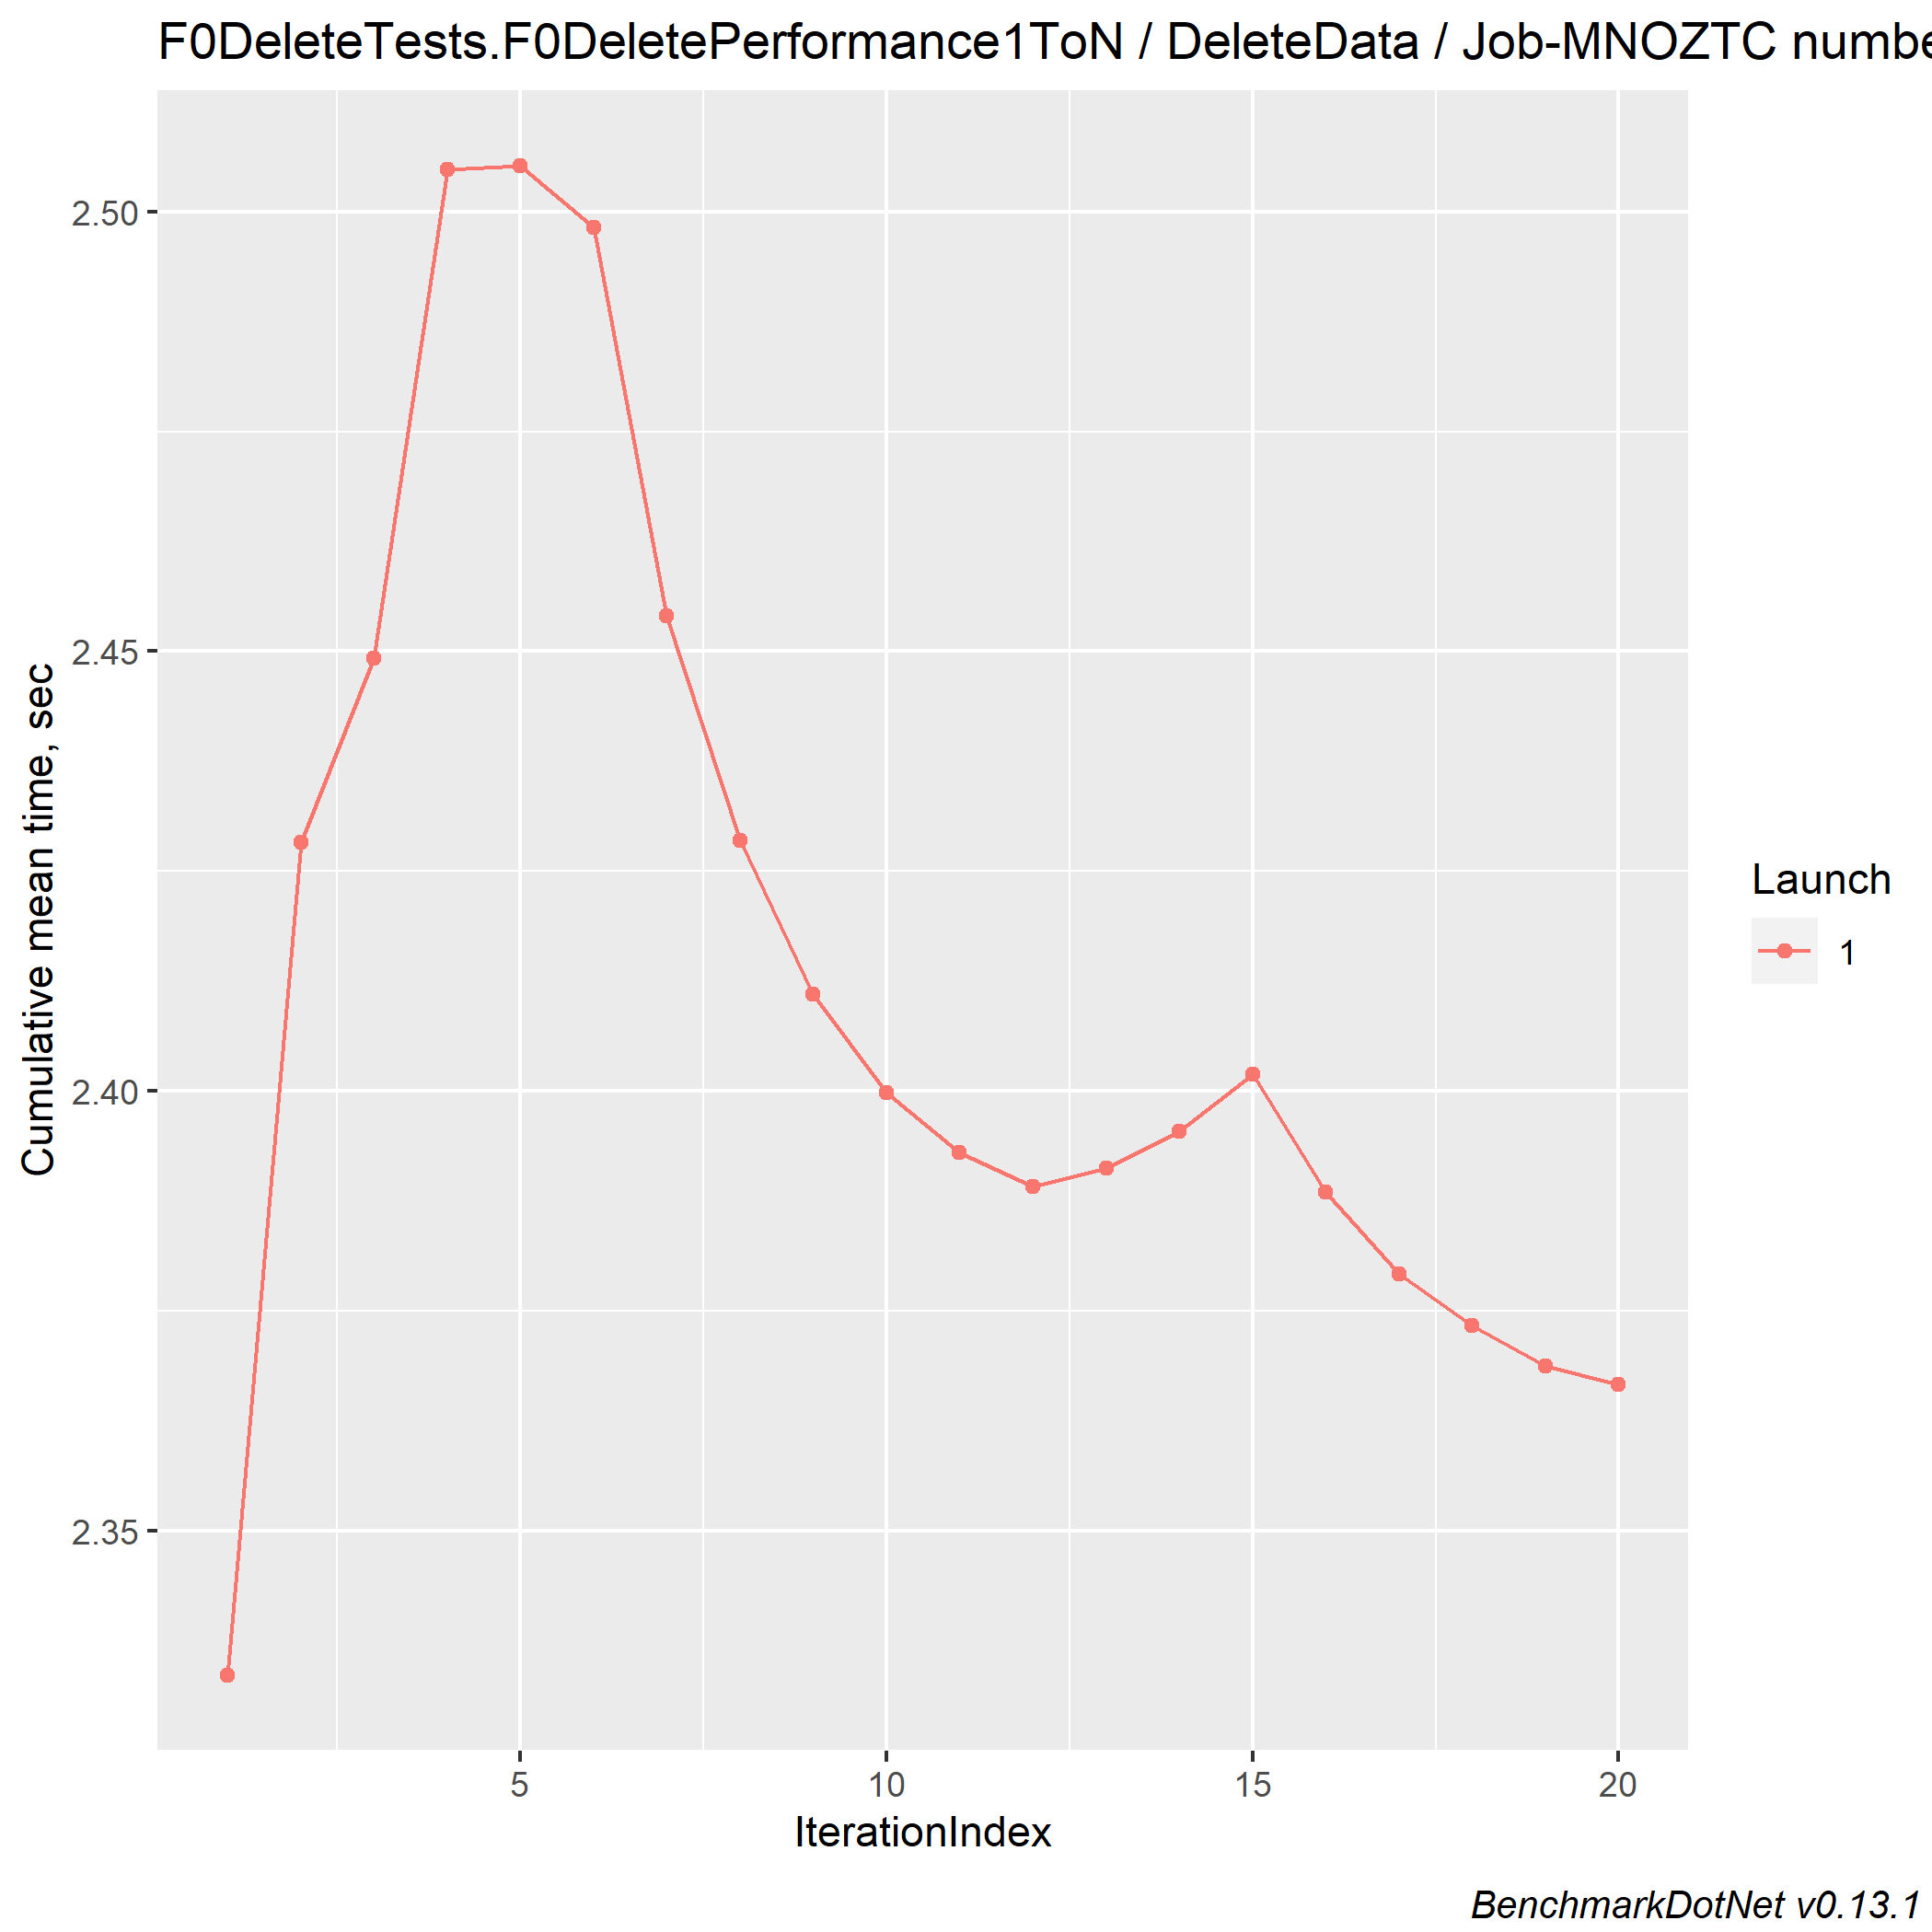 F0DeleteTests.F0DeletePerformance1ToN / DeleteData / Job-MNOZTC
2.50
2.45
2.40
2.35
Cumulative mean time, sec
5 10 15 20
IterationIndex
Launch
1
BenchmarkDotNet v0.13.1